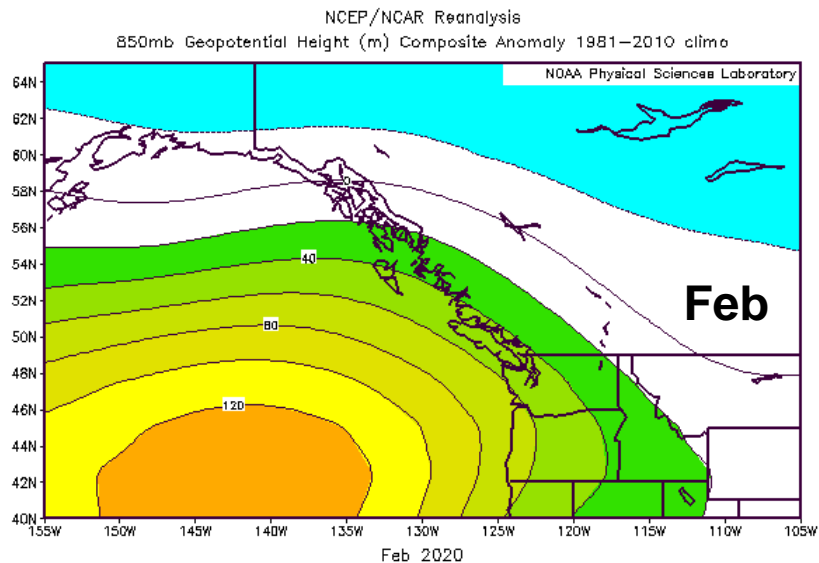 NCEP/NCAR Reanalysis
850mb Geopotential Height (m) Composite Anomaly 1981−2010 climo
NOAA Physical Sciences Laboratory
64N
62N
60N
58N
56N
54N
52N
50N
48N
46N
44N
42N
40N
0
40
80
120
Feb
155W 150W 145W 140W 135W 130W 125W 120W 115W 110W 105W
Feb 2020